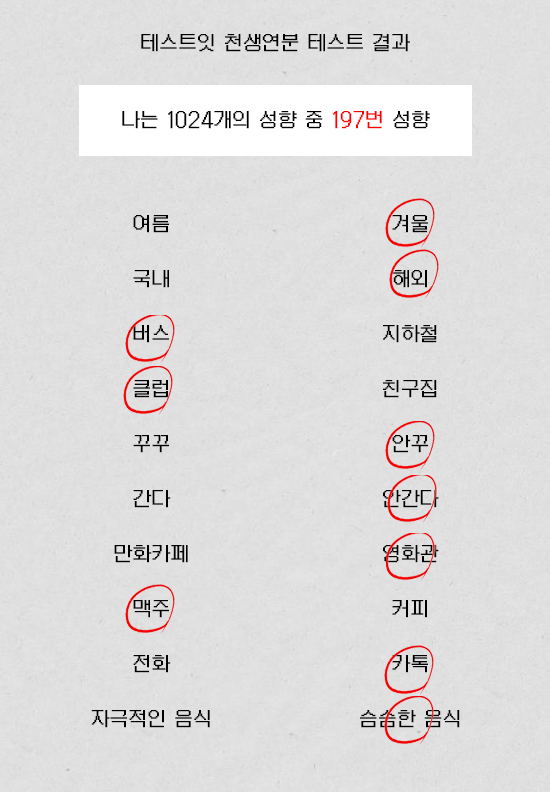 테스트잇 천생연분 테스트 결과
나는 1024개의 성향 중 197번 성향
여름 겨울
국내 해외
버스 지하철
클럽 친구집
꾸꾸 안꾸
간다 안간다
만화카페 영화관
맥주 커피
전화 카톡
자극적인 음식 슴슴한 음식